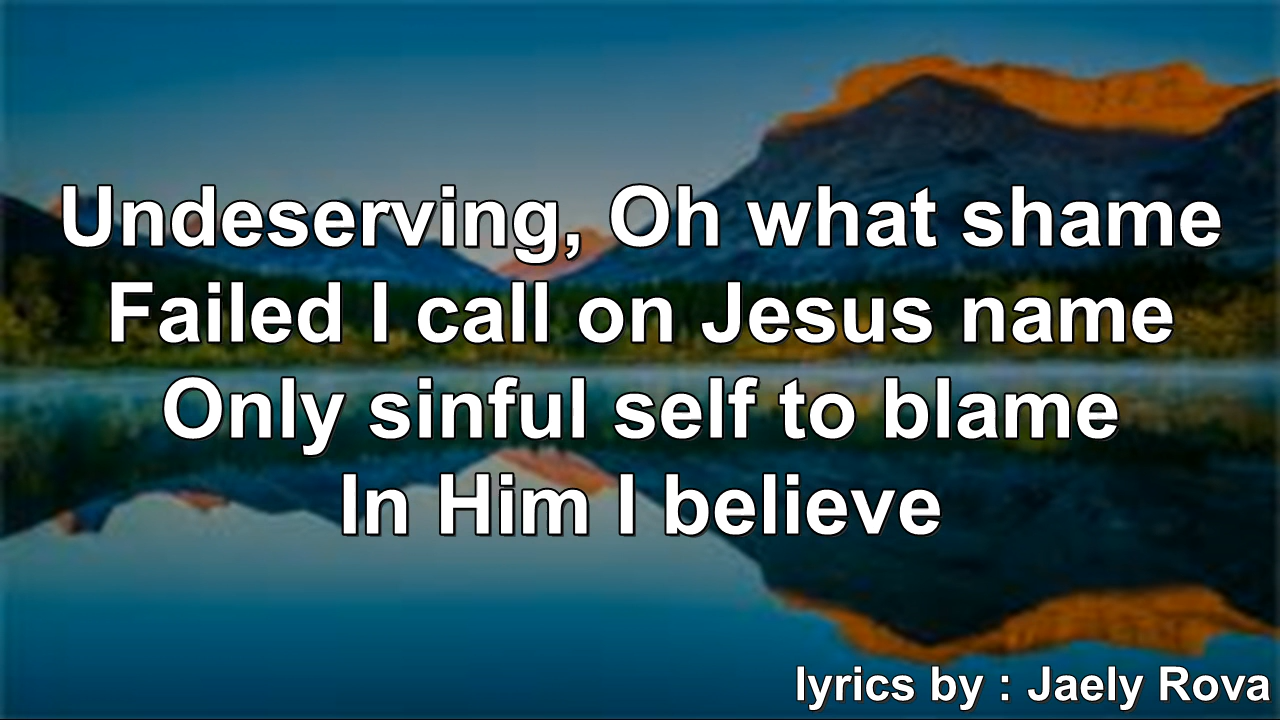 Undeserving, Oh what shame
Failed I call on Jesus name
Only sinful self to blame
In Him I believe
lyrics by : Jaely Rova